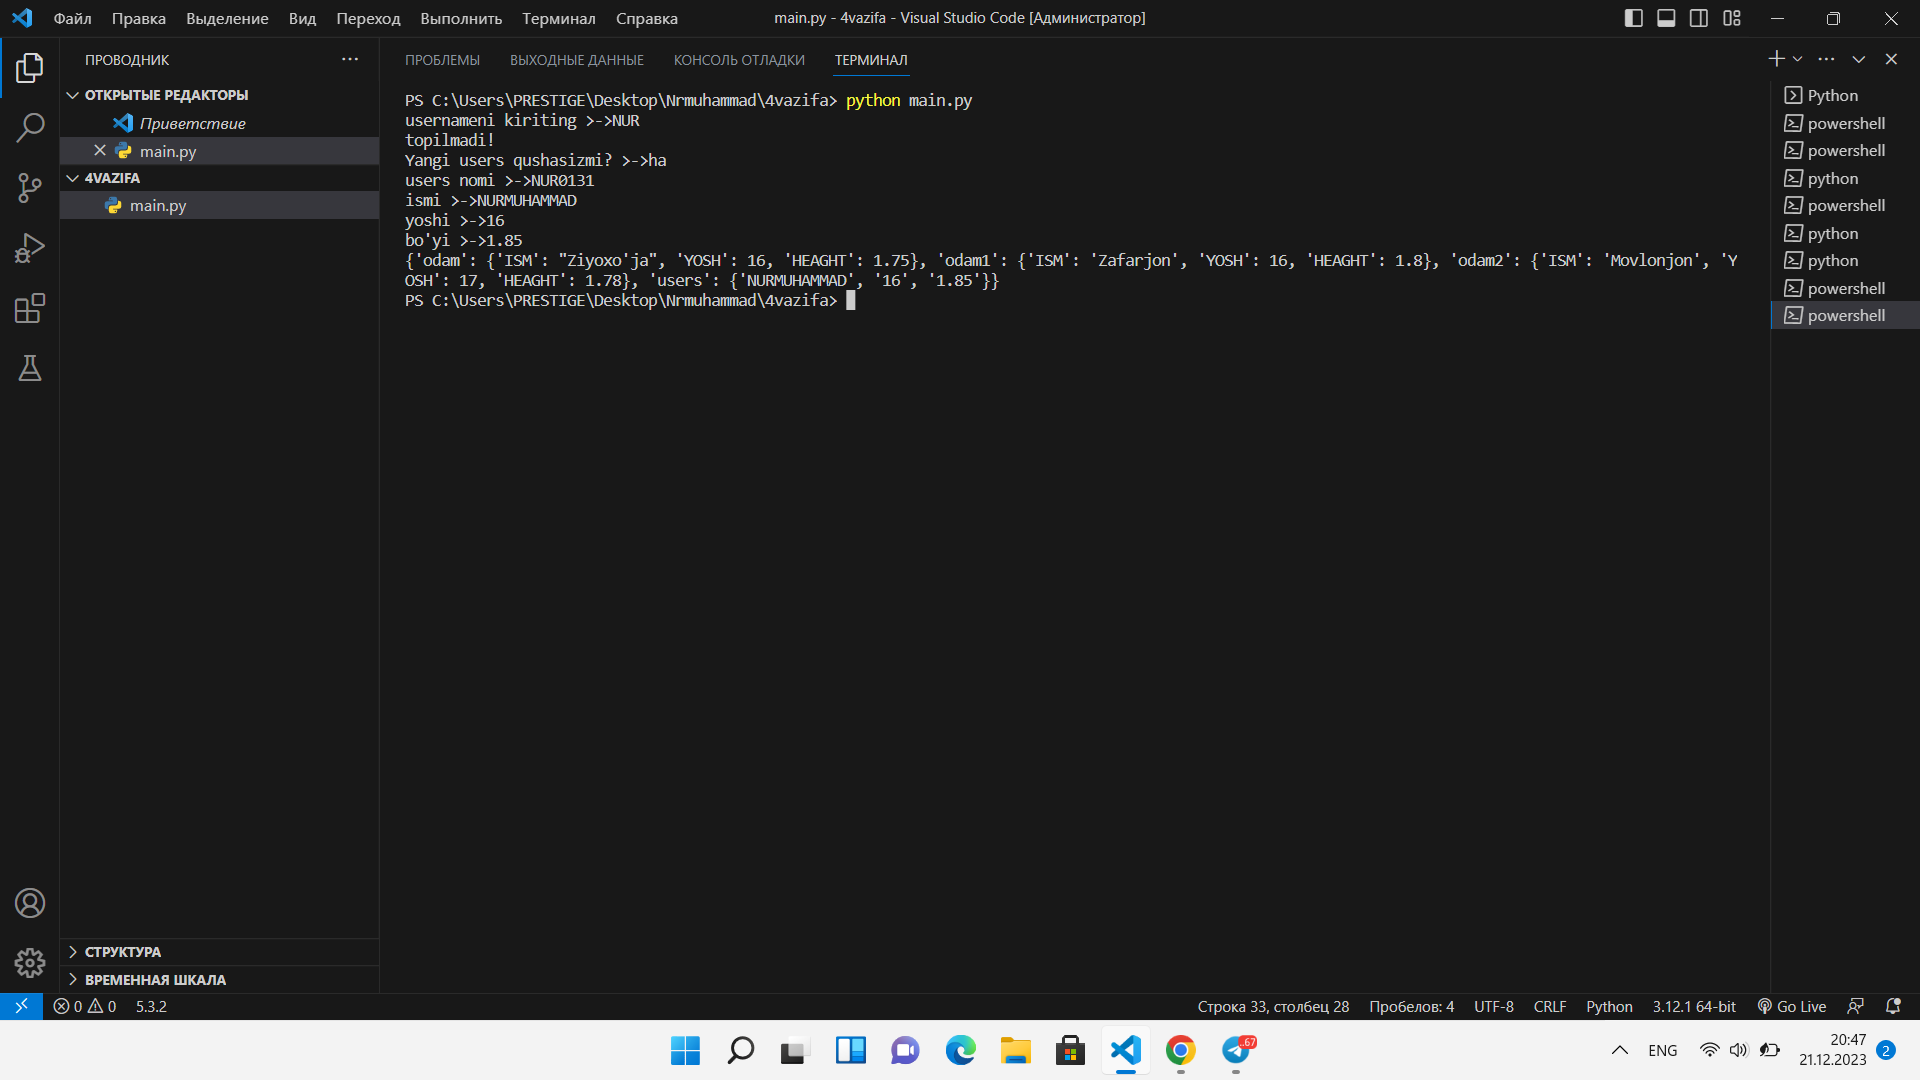 Файл Правка Выделение Вид Переход Выполнить Терминал Справка
main.py - 4vazifa - Visual Studio Code [Администратор]
ПРОВОДНИК
ОТКРЫТЫЕ РЕДАКТОРЫ
Приветствие
main.py
4VAZIFA
main.py
СТРУКТУРА
ВРЕМЕННАЯ ШКАЛА
ПРОБЛЕМЫ ВЫХОДНЫЕ ДАННЫЕ КОНСОЛЬ ОТЛАДКИ ТЕРМИНАЛ
PS C:\Users\PRESTIGE\Desktop\Nrmuhammad\4vazifa> python main.py
usernameni kiriting >->NUR
topilmadi!
Yangi users qushasizmi? >->ha
users nomi >->NUR0131
ismi >->NURMUHAMMAD
yoshi >->16
bo'yi >->1.85
{'odam': {'ISM': "Ziyoxo'ja", 'YOSH': 16, 'HEAGHT': 1.75}, 'odam1': {'ISM': 'Zafarjon', 'YOSH': 16, 'HEAGHT': 1.8}, 'odam2': {'ISM': 'Movlonjon', 'Y
OSH': 17, 'HEAGHT': 1.78}, 'users': {'NURMUHAMMAD', '16', '1.85'}}
PS C:\Users\PRESTIGE\Desktop\Nrmuhammad\4vazifa>
Python
powershell
powershell
python
powershell
python
python
powershell
powershell
0 0 5.3.2
Строка 33, столбец 28 Пробелов: 4 UTF-8 CRLF Python 3.12.1 64-bit Go Live
..67
ENG
20:47
21.12.2023
2